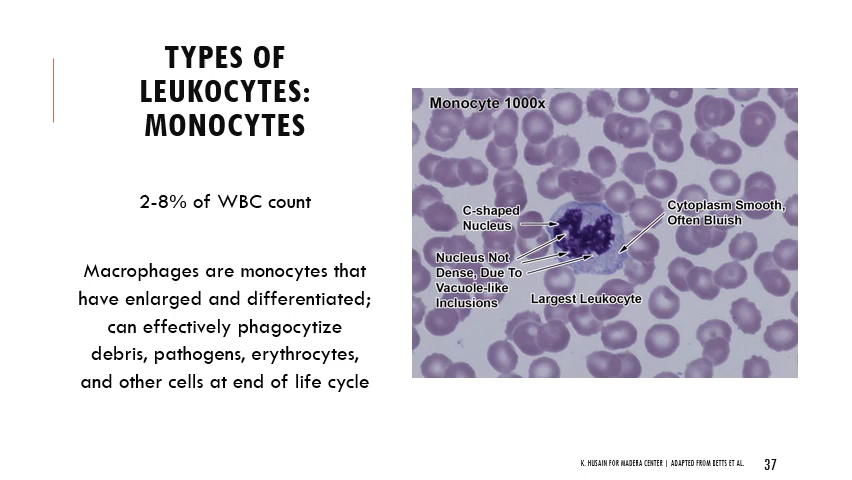 TYPES OF
LEUKOCYTES:
MONOCYTES
2-8% of WBC count
Macrophages are monocytes that
have enlarged and differentiated;
can effectively phagocytize
debris, pathogens, erythrocytes,
and other cells at end of life cycle
Monocyte 1000x
C-shaped
Nucleus
Cytoplasm Smooth,
Often Bluish
Nucleus Not
Dense, Due To
Vacuole-like
Inclusions
Largest Leukocyte
K. HUSAIN FOR MADERA CENTER | ADAPTED FROM BETTS ET AL.
37